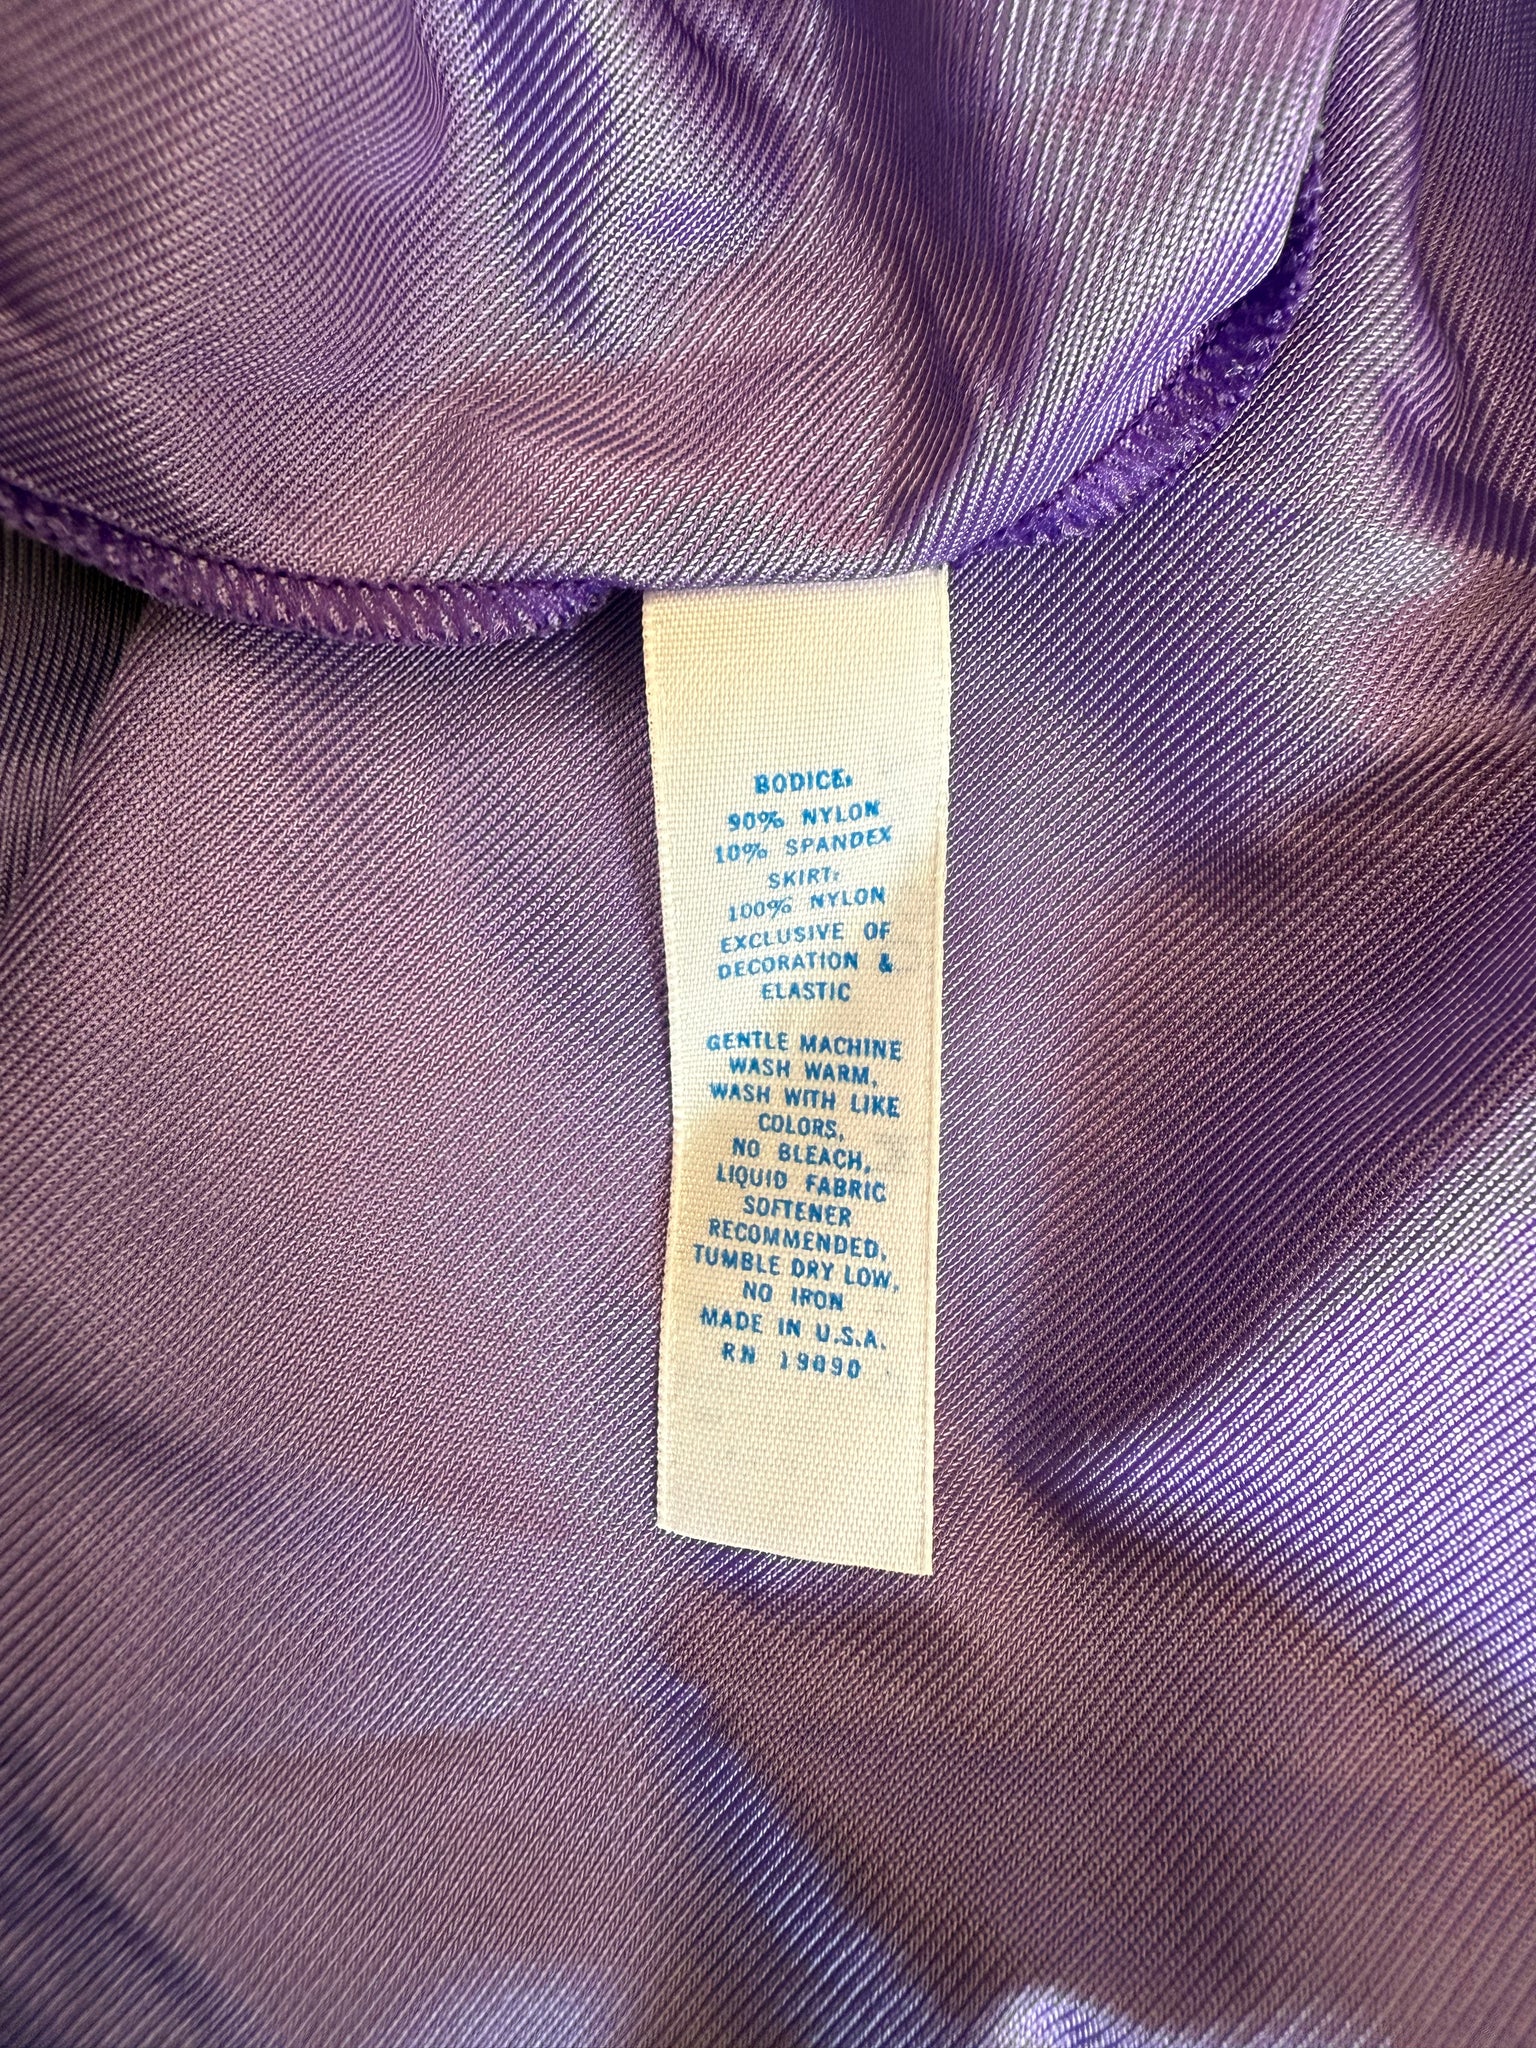 BODICE:
90% NYLON
10% SPANDEX
SKIRT:
100% NYLON
EXCLUSIVE OF
DECORATION &
ELASTIC
GENTLE MACHINE
WASH WARM,
WASH WITH LIKE
COLORS,
NO BLEACH,
LIQUID FABRIC
SOFTENER
RECOMMENDED,
TUMBLE DRY LOW,
NO IRON
MADE IN U.S.A.
RN 19090